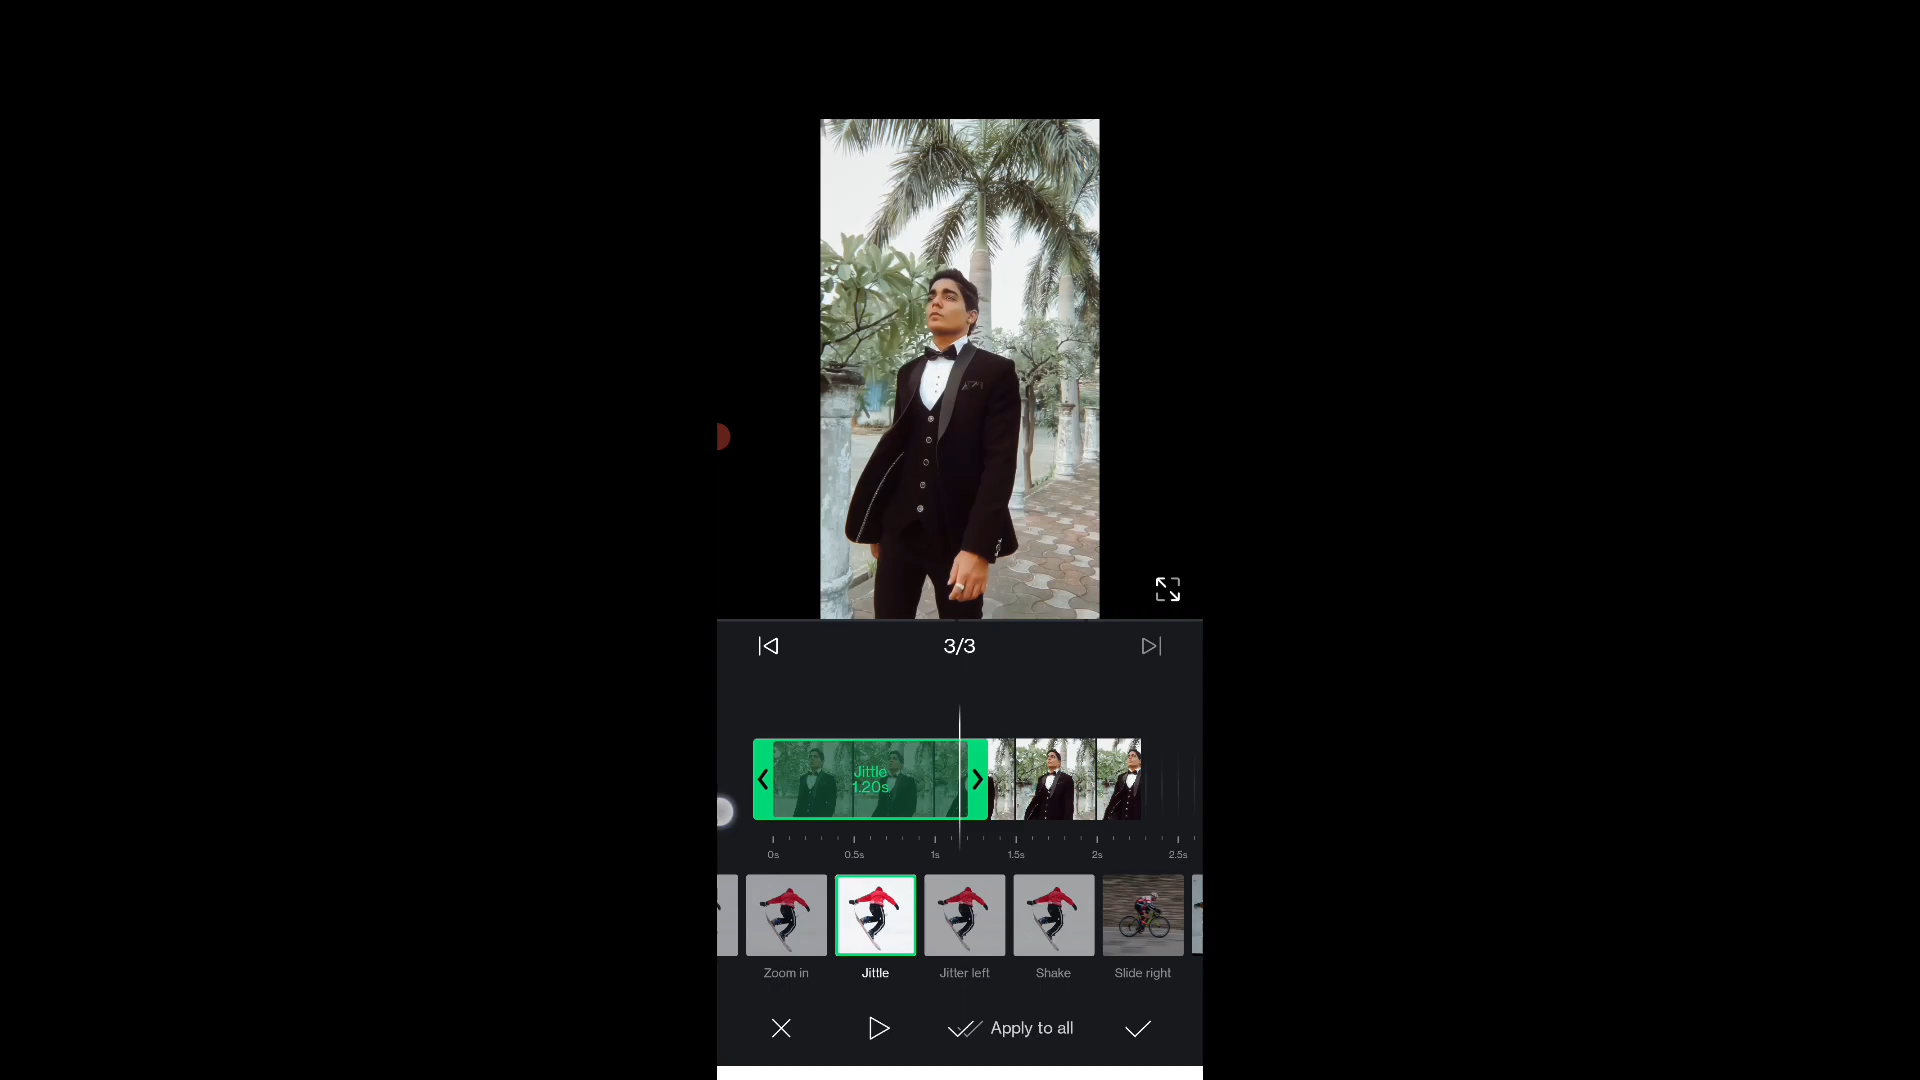 3/3
Jittle
1.20s
0s 0.5s 1s 1.5s 2s 2.5s
Zoom in Jittle Jitter left Shake Slide right
Apply to all